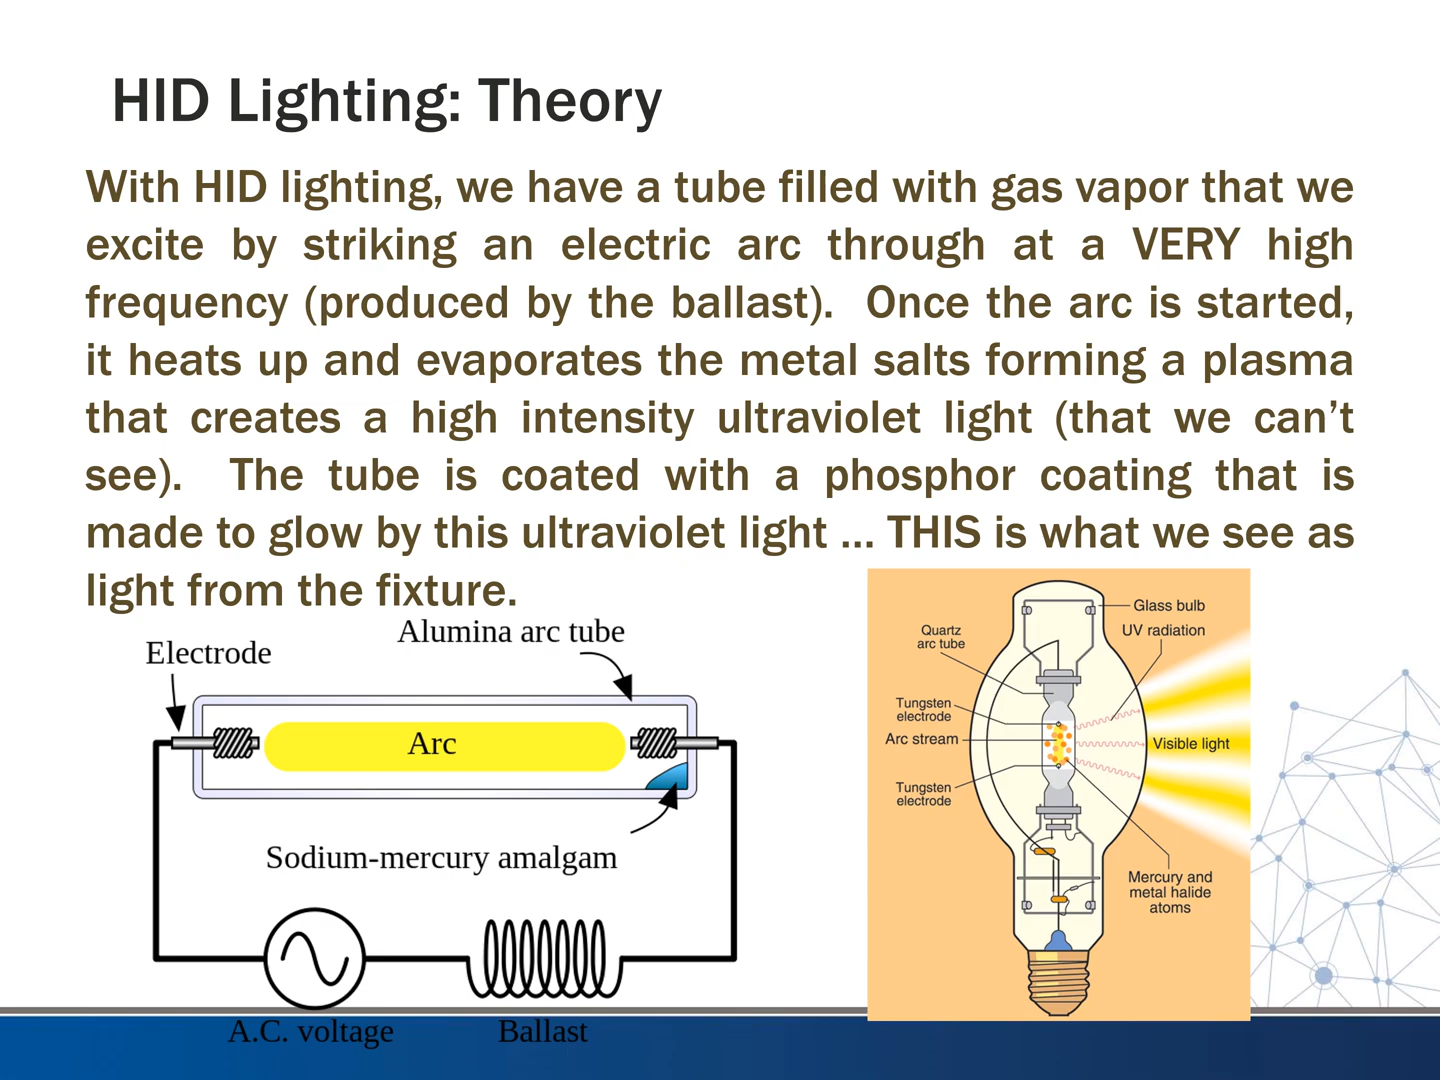 HID Lighting: Theory
With HID lighting, we have a tube filled with gas vapor that we
excite by striking an electric arc through at a VERY high
frequency (produced by the ballast).  Once the arc is started,
it heats up and evaporates the metal salts forming a plasma
that creates a high intensity ultraviolet light (that we can’t
see).  The tube is coated with a phosphor coating that is
made to glow by this ultraviolet light ... THIS is what we see as
light from the fixture.
Electrode
Alumina arc tube
Arc
Sodium-mercury amalgam
A.C. voltage
Ballast
Glass bulb
UV radiation
Quartz
arc tube
Tungsten
electrode
Arc stream
Visible light
Tungsten
electrode
Mercury and
metal halide
atoms